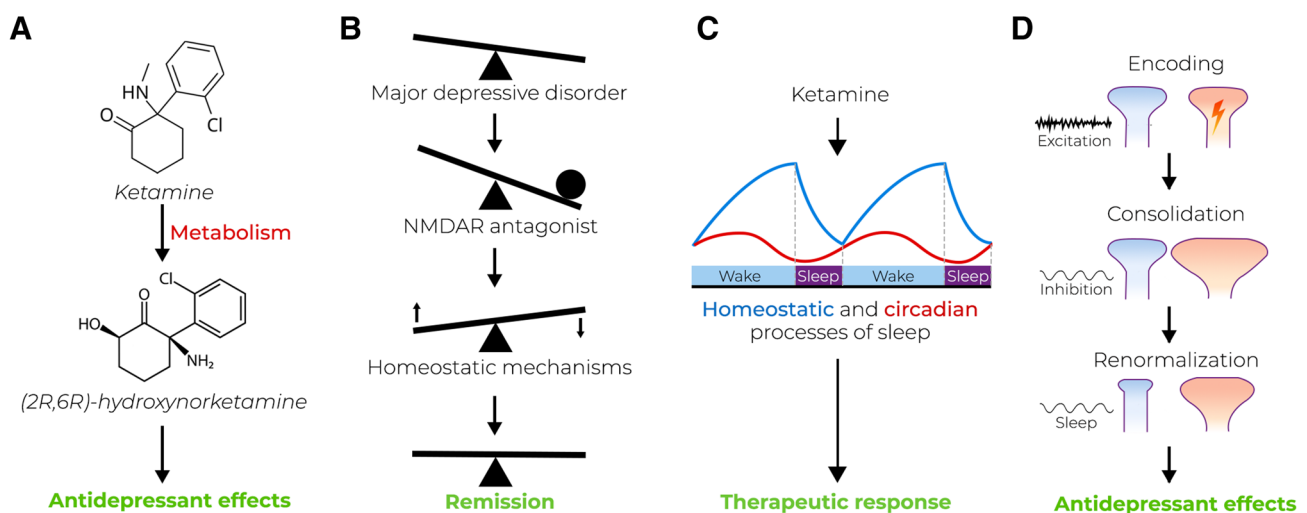 A
HN
O
Cl
Ketamine
Metabolism
Cl
O
HO
NH₂
(2R,6R)-hydroxynorketamine
Antidepressant effects
B
Major depressive disorder
NMDAR antagonist
Homeostatic mechanisms
Remission
C
Ketamine
Wake
Sleep
Wake
Sleep
Homeostatic and circadian
processes of sleep
Therapeutic response
D
Encoding
Excitation
Consolidation
Inhibition
Renormalization
Sleep
Antidepressant effects